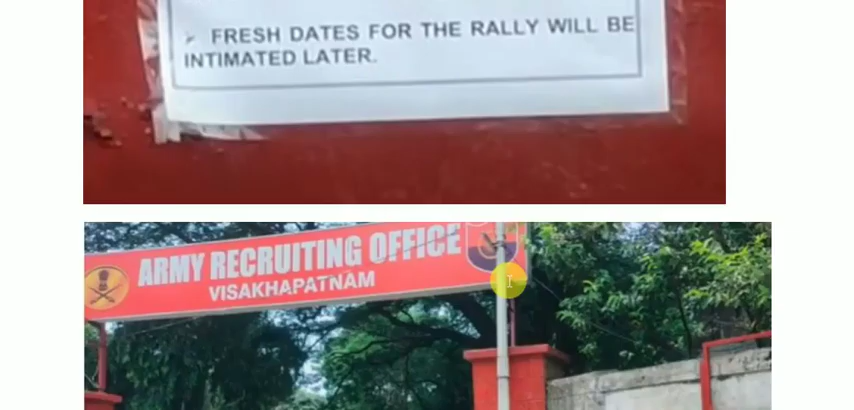 FRESH DATES FOR THE RALLY WILL BE
INTIMATED LATER.
ARMY RECRUITING OFFICE
VISAKHAPATNAM